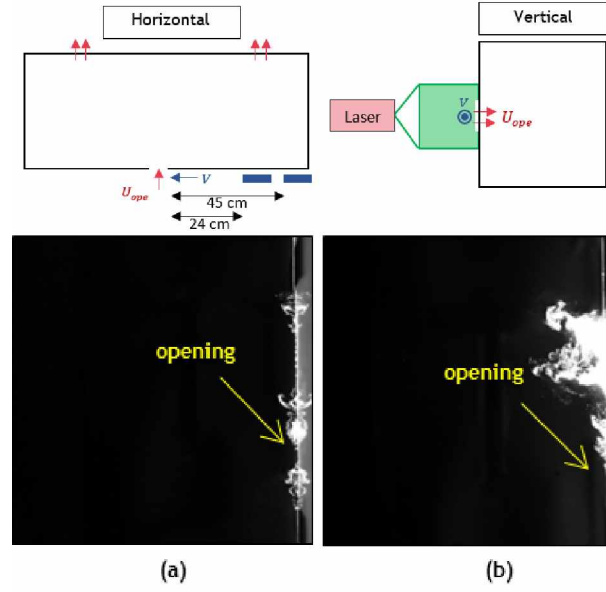 Horizontal
Vertical
Laser
V
U_ope
V
U_ope
45 cm
24 cm
opening
opening
(a)
(b)